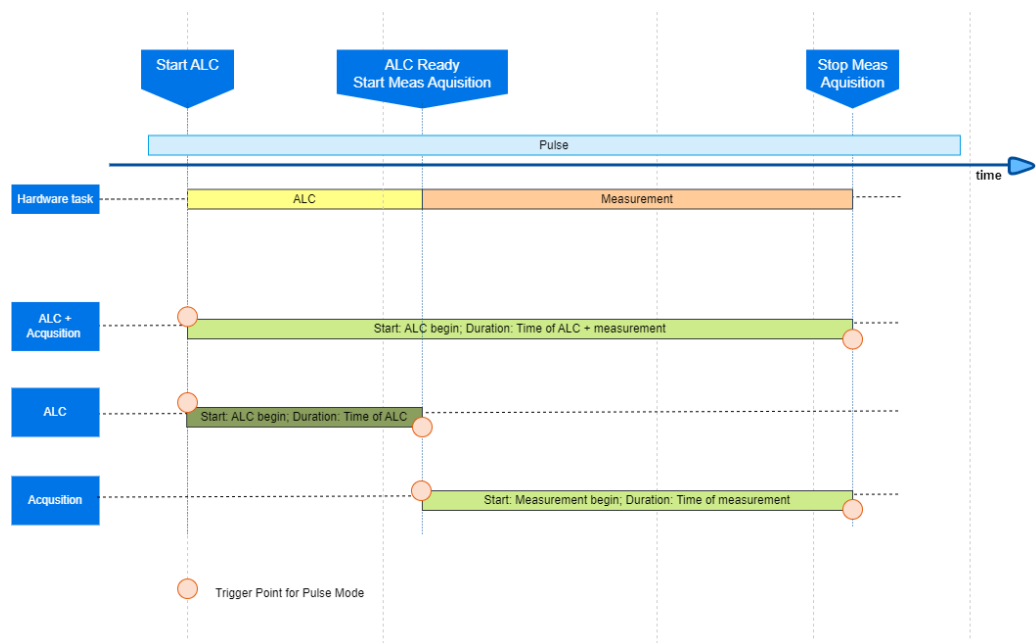 Start ALC
ALC Ready
Start Meas Aquisition
Stop Meas
Aquisition
Pulse
time
Hardware task
ALC
Measurement
ALC +
Acqusition
Start: ALC begin; Duration: Time of ALC + measurement
ALC
Start: ALC begin; Duration: Time of ALC
Acqusition
Start: Measurement begin; Duration: Time of measurement
Trigger Point for Pulse Mode